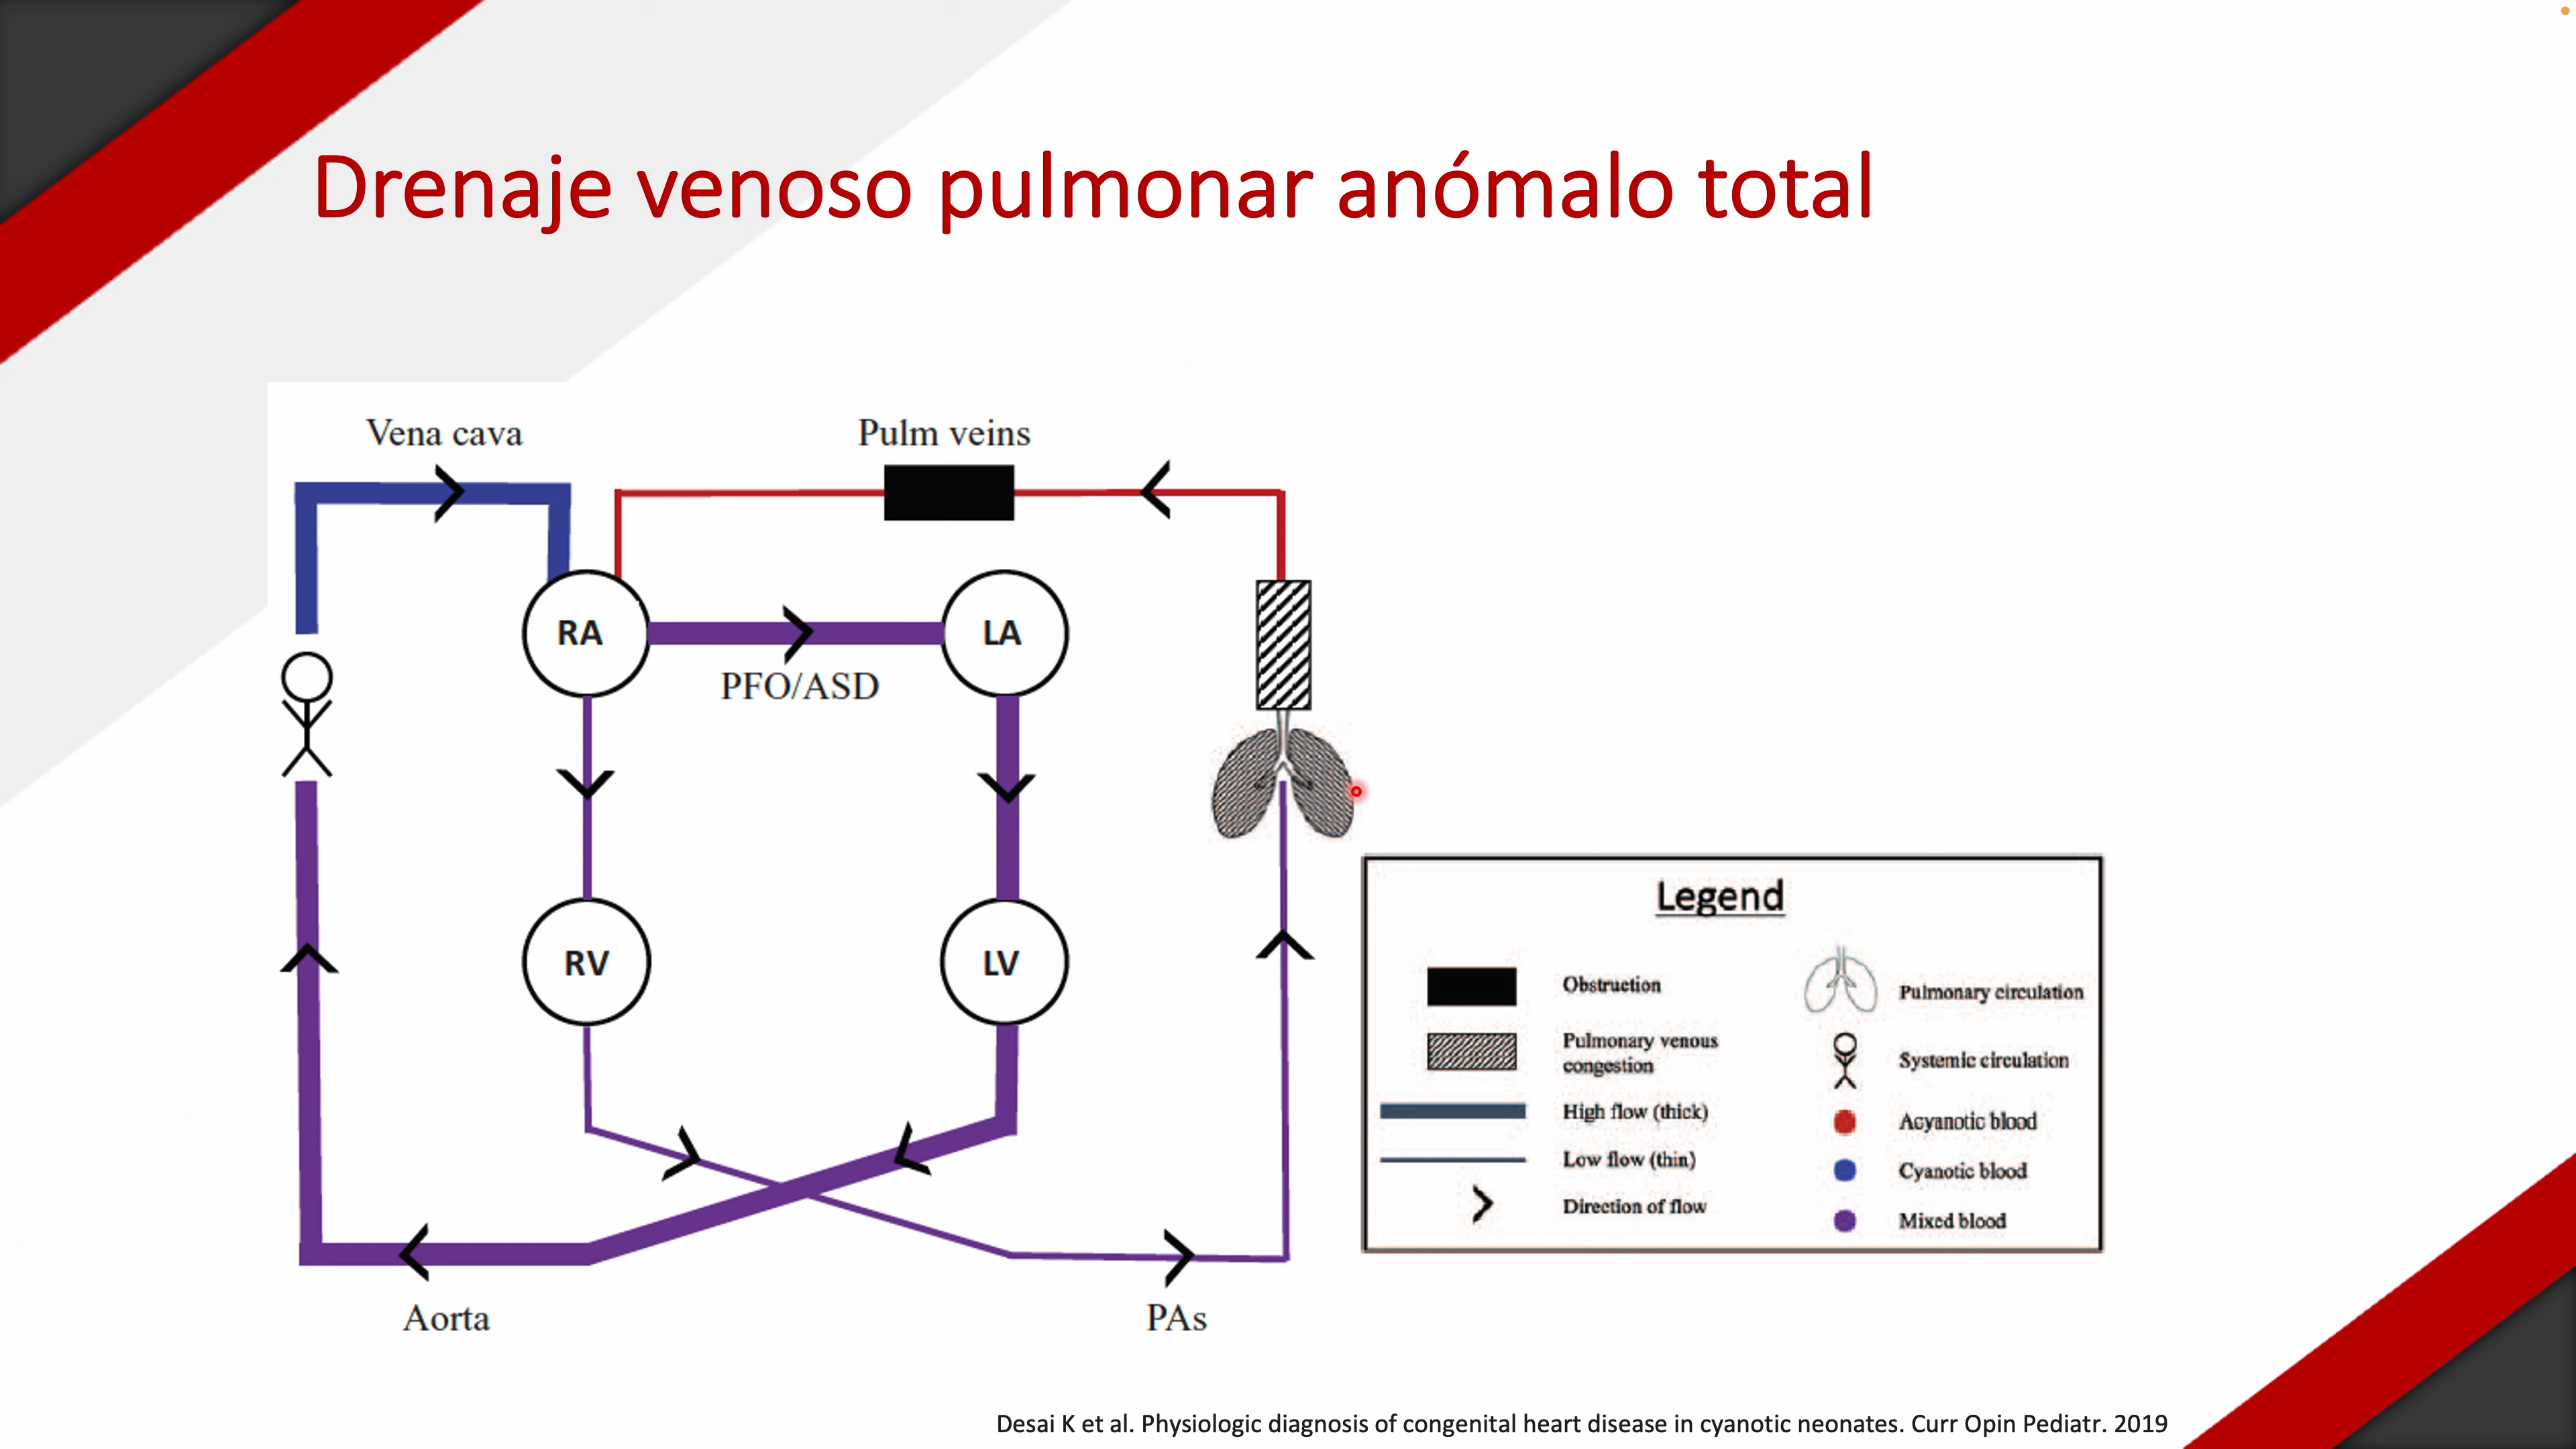 Drenaje venoso pulmonar anómalo total
Vena cava
Pulm veins
RA
LA
PFO/ASD
RV
LV
Aorta
PAs
Legend
Obstruction
Pulmonary venous
congestion
High flow (thick)
Low flow (thin)
Direction of flow
Pulmonary circulation
Systemic circulation
Acyanotic blood
Cyanotic blood
Mixed blood
Desai K et al. Physiologic diagnosis of congenital heart disease in cyanotic neonates. Curr Opin Pediatr. 2019